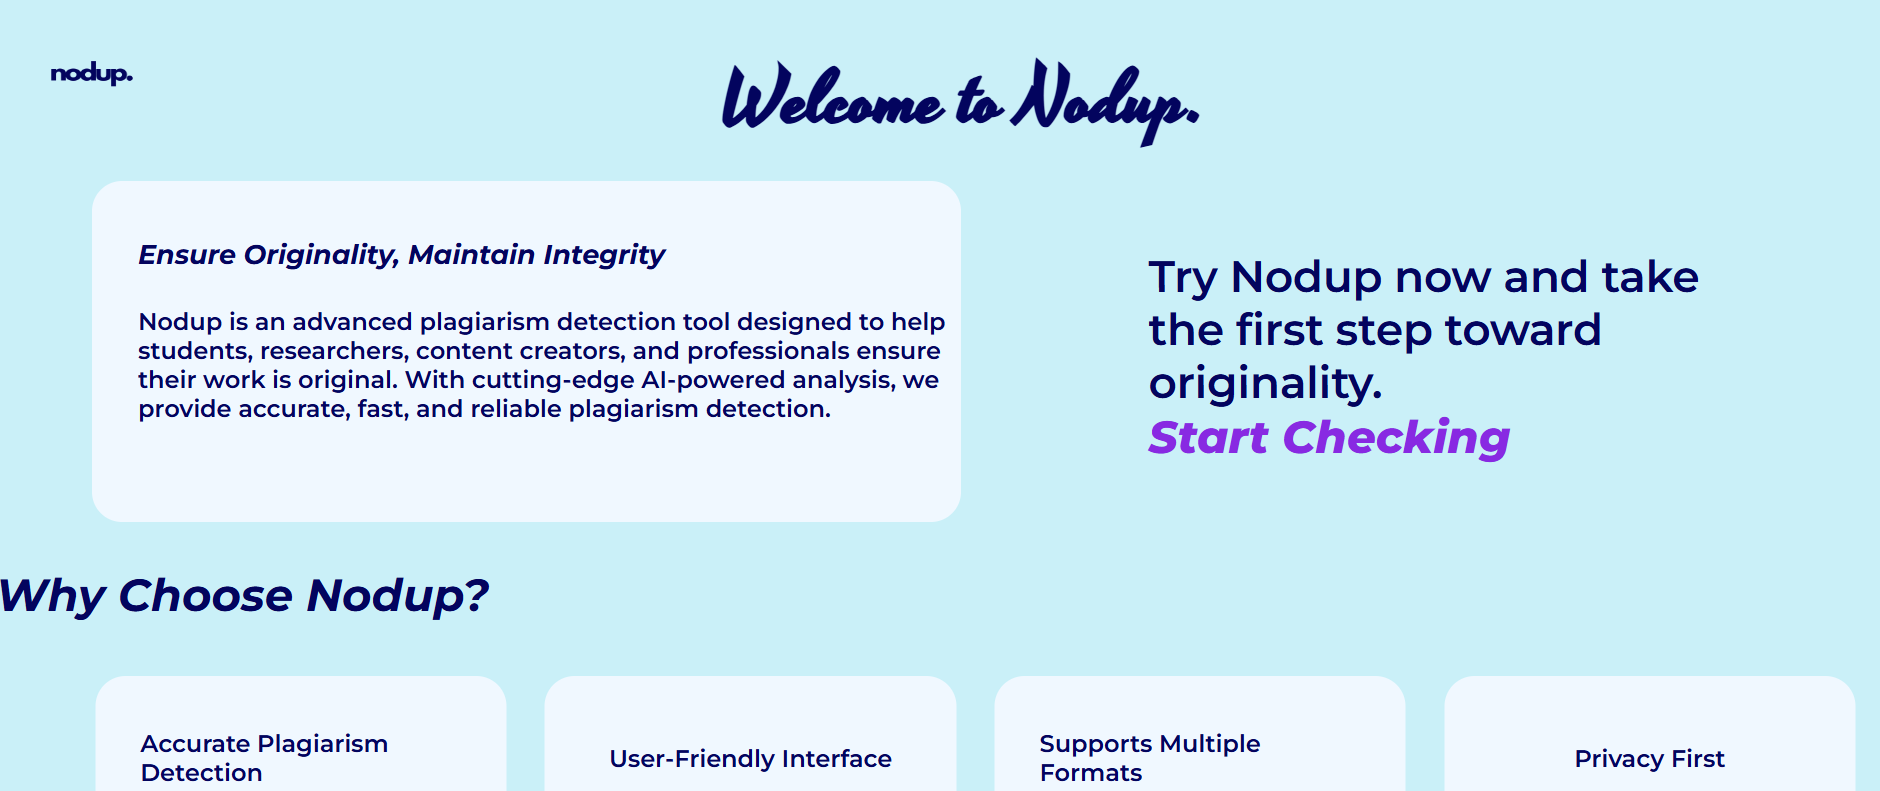 nodup.
Welcome to Nodup.
Ensure Originality, Maintain Integrity
Nodup is an advanced plagiarism detection tool designed to help
students, researchers, content creators, and professionals ensure
their work is original. With cutting-edge AI-powered analysis, we
provide accurate, fast, and reliable plagiarism detection.
Try Nodup now and take
the first step toward
originality.
Start Checking
Why Choose Nodup?
Accurate Plagiarism
Detection
User-Friendly Interface
Supports Multiple
Formats
Privacy First